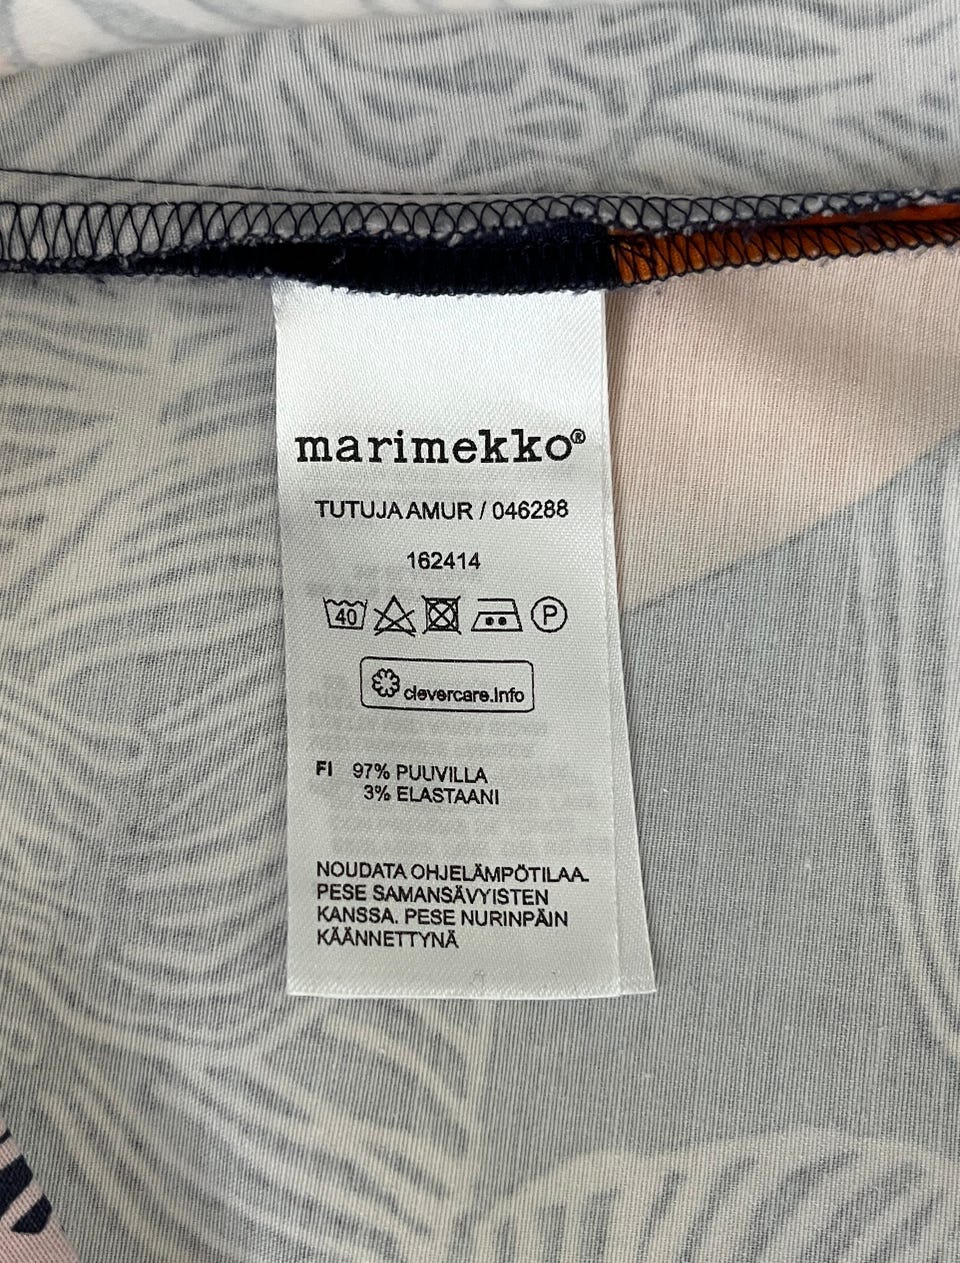 marimekko®
TUTUJA AMUR / 046288
162414
40 P
clevercare.info
FI 97% PUUVILLA
3% ELASTAANI
NOUDATA OHJELÄMPÖTILAA.
PESE SAMANSÄVYISTEN
KANSSA. PESE NURINPÄIN
KÄÄNNETTYNÄ